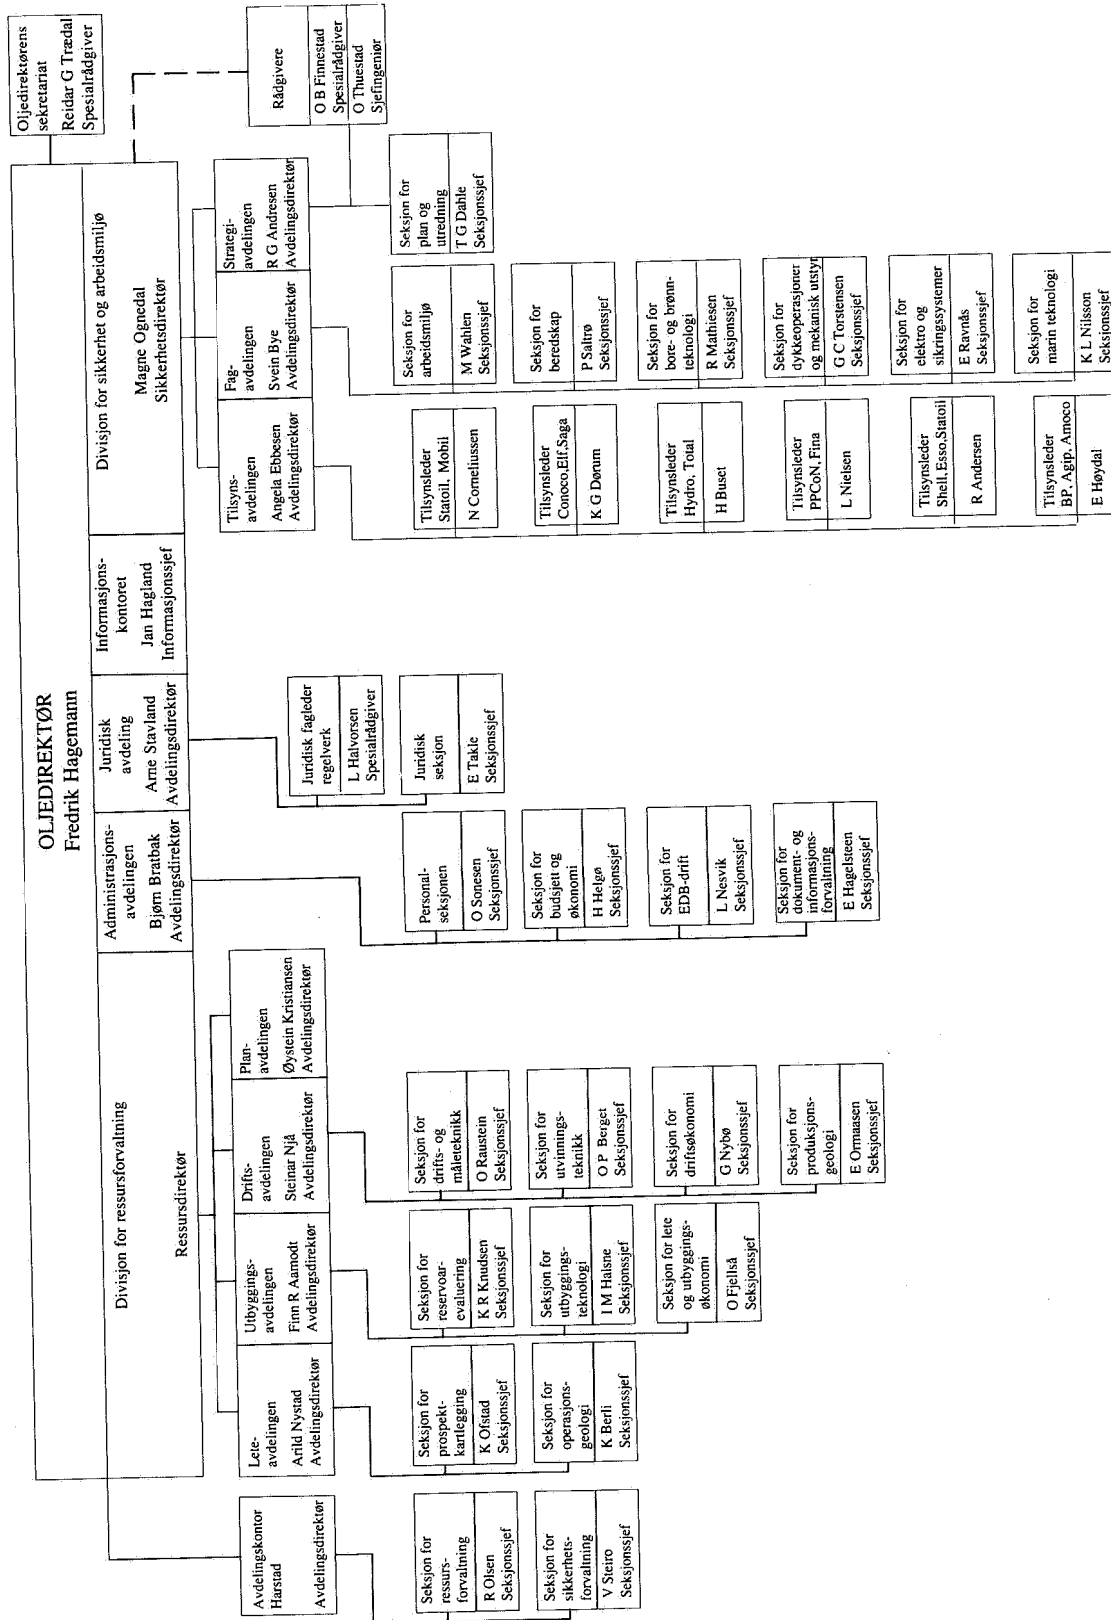 OLJEDIREKTØR
Fredrik Hagemann
Oljedirektørens
sekretariat
Reidar G Trædal
Spesialrådgiver
Divisjon for ressursforvaltning
Ressursdirektør
Administrasjons-
avdelingen
Bjørn Bratbak
Avdelingsdirektør
Juridisk
avdeling
Arne Stavland
Avdelingsdirektør
Informasjons-
kontoret
Jan Hagland
Informasjonssjef
Divisjon for sikkerhet og arbeidsmiljø
Magne Ognedal
Sikkerhetsdirektør
Rådgivere
O B Finnestad
Spesialrådgiver
O Thuestad
Sjefingeniør
Avdelingskontor
Harstad
Avdelingsdirektør
Seksjon for
ressurs-
forvaltning
R Olsen
Seksjonssjef
Seksjon for
sikkerhets-
forvaltning
V Steiro
Seksjonssjef
Lete-
avdelingen
Arild Nystad
Avdelingsdirektør
Seksjon for
prospekt-
kartlegging
K Ofstad
Seksjonssjef
Seksjon for
operasjons-
geologi
K Berli
Seksjonssjef
Utbyggings-
avdelingen
Finn R Aamodt
Avdelingsdirektør
Seksjon for
reservoar-
evaluering
K R Knudsen
Seksjonssjef
Seksjon for
utbyggings-
teknologi
I M Halsne
Seksjonssjef
Seksjon for lete
og utbyggings-
økonomi
O Fjellså
Seksjonssjef
Drifts-
avdelingen
Steinar Njå
Avdelingsdirektør
Seksjon for
drifts- og
måleteknikk
O Raustein
Seksjonssjef
Seksjon for
utvinnings-
teknikk
O P Berget
Seksjonssjef
Seksjon for
driftsøkonomi
G Nybø
Seksjonssjef
Seksjon for
produksjons-
geologi
E Ormaasen
Seksjonssjef
Plan-
avdelingen
Øystein Kristiansen
Avdelingsdirektør
Personal-
seksjonen
O Sonesen
Seksjonssjef
Seksjon for
budsjett og
økonomi
H Helgø
Seksjonssjef
Seksjon for
EDB-drift
L Nesvik
Seksjonssjef
Seksjon for
dokument- og
informasjons-
forvaltning
E Hagelsteen
Seksjonssjef
Juridisk fagleder
regelverk
L Halvorsen
Spesialrådgiver
Juridisk
seksjon
E Takle
Seksjonssjef
Tilsyns-
avdelingen
Angela Ebbesen
Avdelingsdirektør
Tilsynsleder
Statoil, Mobil
N Corneliussen
Tilsynsleder
Conoco,Elf,Saga
K G Dørum
Tilsynsleder
Hydro, Total
H Buset
Tilsynsleder
PPCoN, Fina
L Nielsen
Tilsynsleder
Shell,Esso,Statoil
R Andersen
Tilsynsleder
BP, Agip, Amoco
E Høydal
Fag-
avdelingen
Svein Bye
Avdelingsdirektør
Seksjon for
arbeidsmiljø
M Wahlen
Seksjonssjef
Seksjon for
beredskap
P Saltrø
Seksjonssjef
Seksjon for
bore- og brønn-
teknologi
R Mathiesen
Seksjonssjef
Seksjon for
dykkeoperasjoner
og mekanisk utstyr
G C Torstensen
Seksjonssjef
Seksjon for
elektro og
sikringssystemer
E Ravnås
Seksjonssjef
Seksjon for
marin teknologi
K L Nilsson
Seksjonssjef
Strategi-
avdelingen
R G Andresen
Avdelingsdirektør
Seksjon for
plan og
utredning
T G Dahle
Seksjonssjef